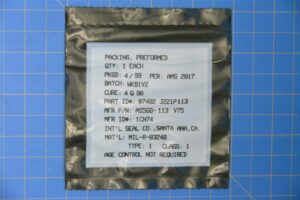 PACKING, PREFORMED
QTY: 1 EACH
PKGD: 4/99 PER: AMS 2817
BATCH: WKB1V2
CURE: 4 Q 98
PART ID#: 07482 J221P113
MFR P/N: AS568-113 V75
MFR ID#: 1CN74
INT'L SEAL CO.,SANTA ANA,CA.
MAT'L: MIL-R-83248
TYPE: 1 CLASS: 1
AGE CONTROL NOT REQUIRED